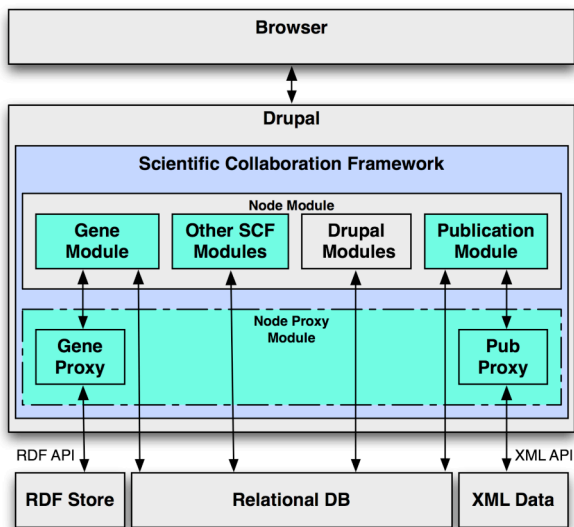 Browser
Drupal
Scientific Collaboration Framework
Node Module
Gene
Module
Other SCF
Modules
Drupal
Modules
Publication
Module
Node Proxy
Module
Gene
Proxy
Pub
Proxy
RDF API
XML API
RDF Store
Relational DB
XML Data